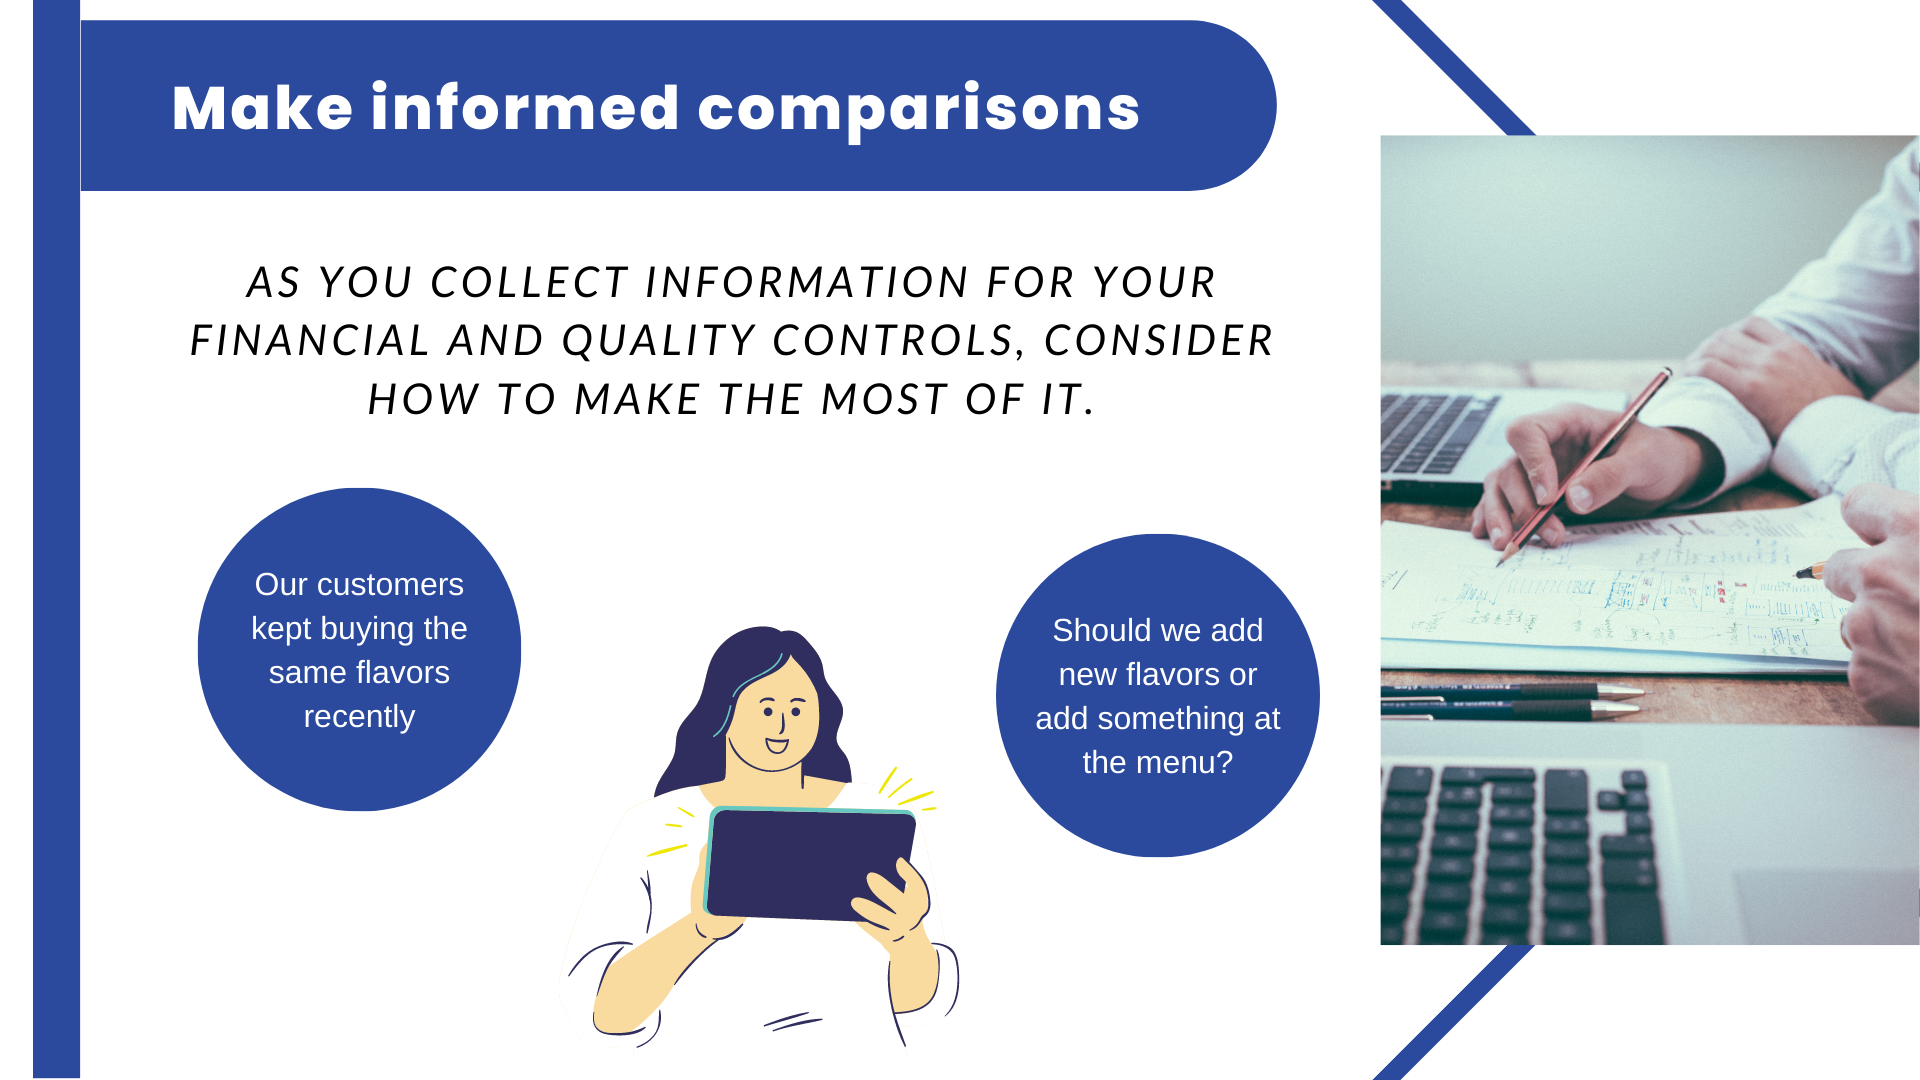 Make informed comparisons
AS YOU COLLECT INFORMATION FOR YOUR
FINANCIAL AND QUALITY CONTROLS, CONSIDER
HOW TO MAKE THE MOST OF IT.
Our customers
kept buying the
same flavors
recently
Should we add
new flavors or
add something at
the menu?